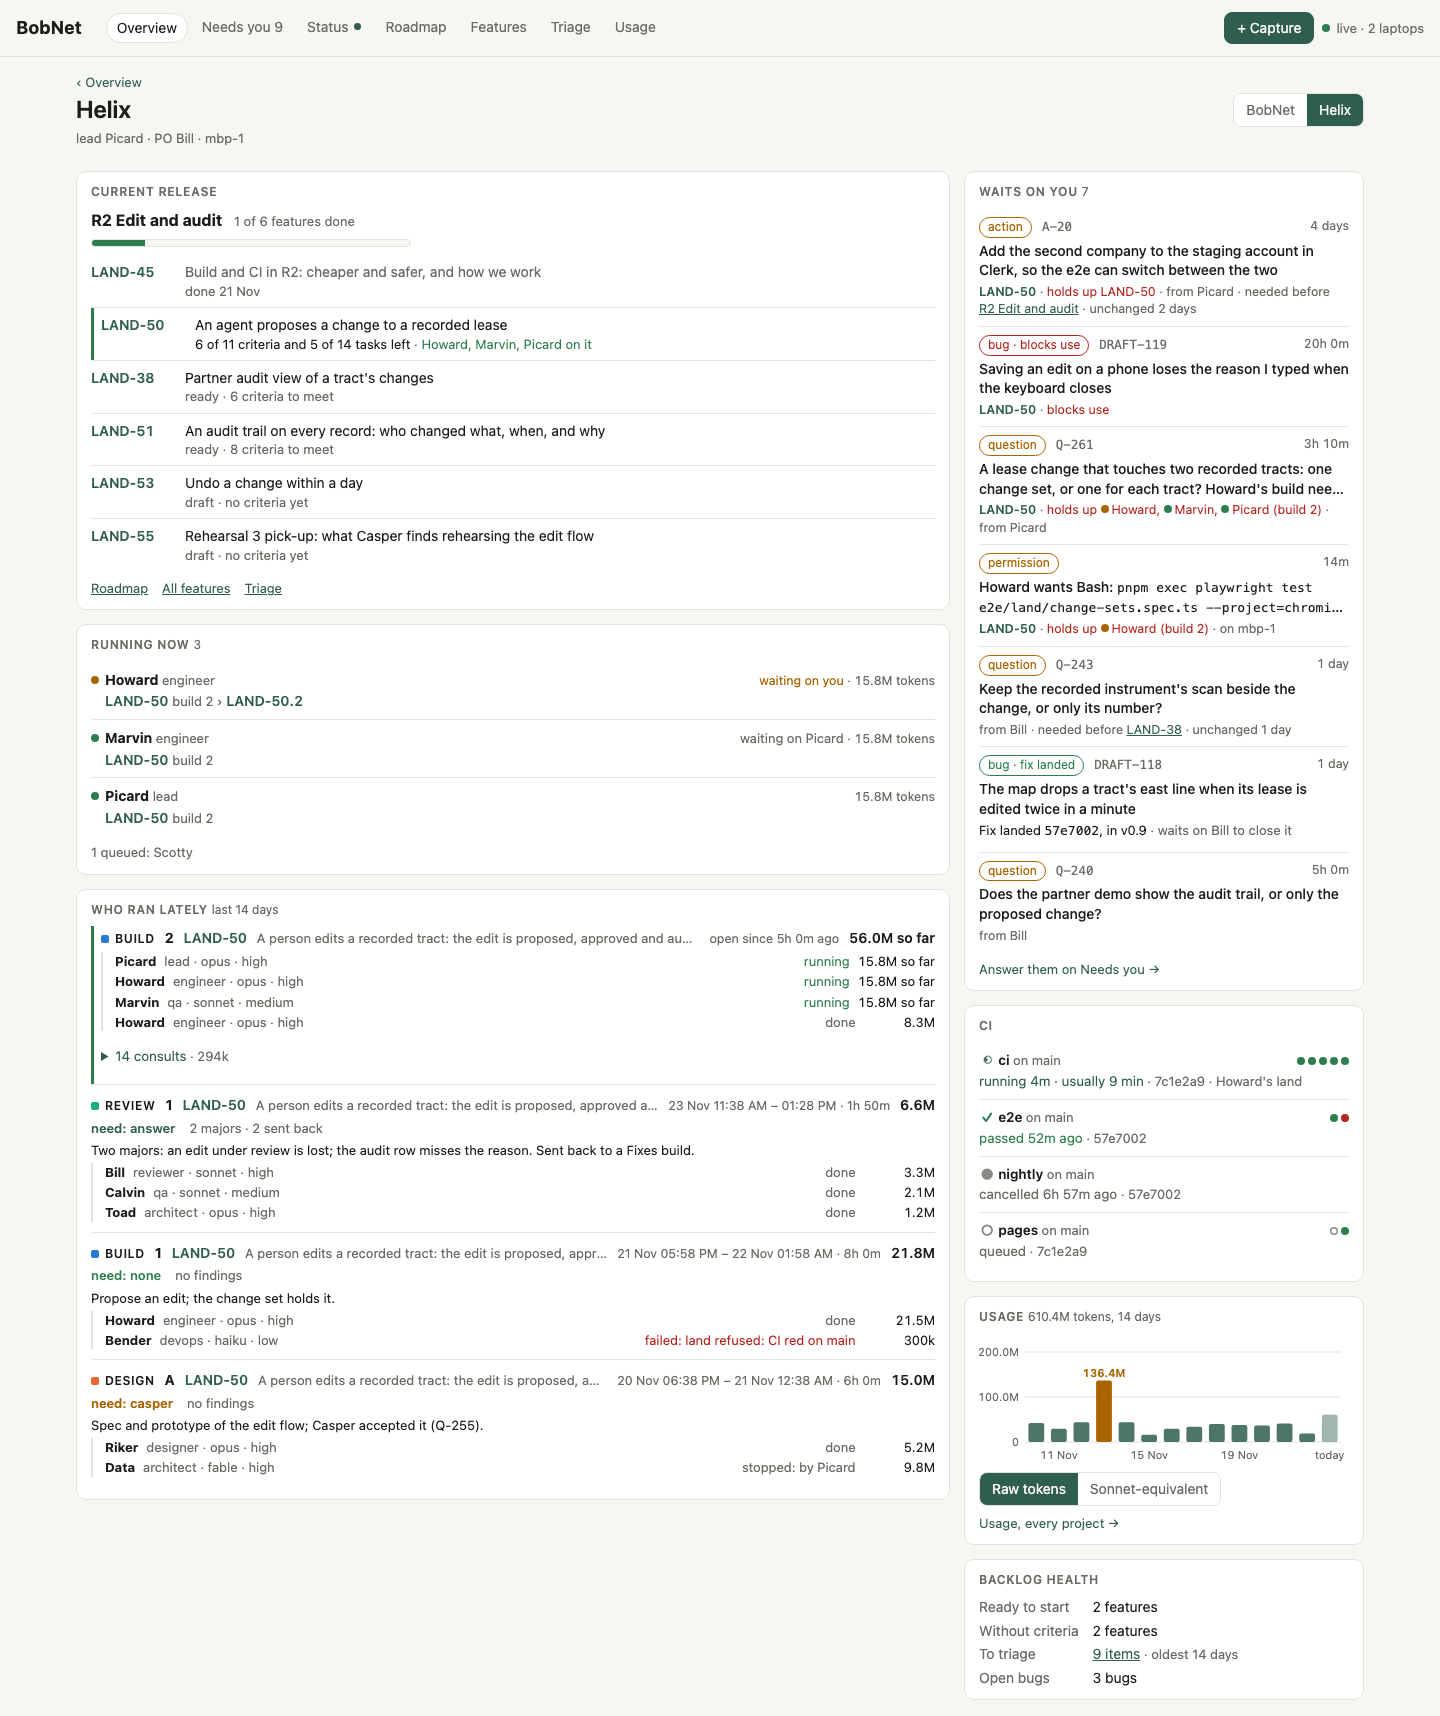 BobNet Overview Needs you 9 Status Roadmap Features Triage Usage + Capture live · 2 laptops
‹ Overview
Helix
lead Picard · PO Bill · mbp-1
BobNet Helix
CURRENT RELEASE
R2 Edit and audit 1 of 6 features done
LAND-45 Build and CI in R2: cheaper and safer, and how we work
done 21 Nov
LAND-50 An agent proposes a change to a recorded lease
6 of 11 criteria and 5 of 14 tasks left · Howard, Marvin, Picard on it
LAND-38 Partner audit view of a tract's changes
ready · 6 criteria to meet
LAND-51 An audit trail on every record: who changed what, when, and why
ready · 8 criteria to meet
LAND-53 Undo a change within a day
draft · no criteria yet
LAND-55 Rehearsal 3 pick-up: what Casper finds rehearsing the edit flow
draft · no criteria yet
Roadmap All features Triage
RUNNING NOW 3
Howard engineer waiting on you · 15.8M tokens
LAND-50 build 2 › LAND-50.2
Marvin engineer waiting on Picard · 15.8M tokens
LAND-50 build 2
Picard lead 15.8M tokens
LAND-50 build 2
1 queued: Scotty
WHO RAN LATELY last 14 days
BUILD 2 LAND-50 A person edits a recorded tract: the edit is proposed, approved and au... open since 5h 0m ago 56.0M so far
Picard lead · opus · high running 15.8M so far
Howard engineer · opus · high running 15.8M so far
Marvin qa · sonnet · medium running 15.8M so far
Howard engineer · opus · high done 8.3M
▶ 14 consults · 294k
REVIEW 1 LAND-50 A person edits a recorded tract: the edit is proposed, approved a... 23 Nov 11:38 AM – 01:28 PM · 1h 50m 6.6M
need: answer 2 majors · 2 sent back
Two majors: an edit under review is lost; the audit row misses the reason. Sent back to a Fixes build.
Bill reviewer · sonnet · high done 3.3M
Calvin qa · sonnet · medium done 2.1M
Toad architect · opus · high done 1.2M
BUILD 1 LAND-50 A person edits a recorded tract: the edit is proposed, appr... 21 Nov 05:58 PM – 22 Nov 01:58 AM · 8h 0m 21.8M
need: none no findings
Propose an edit; the change set holds it.
Howard engineer · opus · high done 21.5M
Bender devops · haiku · low failed: land refused: CI red on main 300k
DESIGN A LAND-50 A person edits a recorded tract: the edit is proposed, a... 20 Nov 06:38 PM – 21 Nov 12:38 AM · 6h 0m 15.0M
need: casper no findings
Spec and prototype of the edit flow; Casper accepted it (Q-255).
Riker designer · opus · high done 5.2M
Data architect · fable · high stopped: by Picard 9.8M
WAITS ON YOU 7
action A-20 4 days
Add the second company to the staging account in
Clerk, so the e2e can switch between the two
LAND-50 · holds up LAND-50 · from Picard · needed before
R2 Edit and audit · unchanged 2 days
bug · blocks use DRAFT-119 20h 0m
Saving an edit on a phone loses the reason I typed when
the keyboard closes
LAND-50 · blocks use
question Q-261 3h 10m
A lease change that touches two recorded tracts: one
change set, or one for each tract? Howard's build nee...
LAND-50 · holds up Howard, Marvin, Picard (build 2) ·
from Picard
permission 14m
Howard wants Bash: pnpm exec playwright test
e2e/land/change-sets.spec.ts --project=chromi...
LAND-50 · holds up Howard (build 2) · on mbp-1
question Q-243 1 day
Keep the recorded instrument's scan beside the
change, or only its number?
from Bill · needed before LAND-38 · unchanged 1 day
bug · fix landed DRAFT-118 1 day
The map drops a tract's east line when its lease is
edited twice in a minute
Fix landed 57e7002, in v0.9 · waits on Bill to close it
question Q-240 5h 0m
Does the partner demo show the audit trail, or only the
proposed change?
from Bill
Answer them on Needs you →
CI
ci on main
running 4m · usually 9 min · 7c1e2a9 · Howard's land
e2e on main
passed 52m ago · 57e7002
nightly on main
cancelled 6h 57m ago · 57e7002
pages on main
queued · 7c1e2a9
USAGE 610.4M tokens, 14 days
200.0M
136.4M
100.0M
0
11 Nov 15 Nov 19 Nov today
Raw tokens Sonnet-equivalent
Usage, every project →
BACKLOG HEALTH
Ready to start 2 features
Without criteria 2 features
To triage 9 items · oldest 14 days
Open bugs 3 bugs